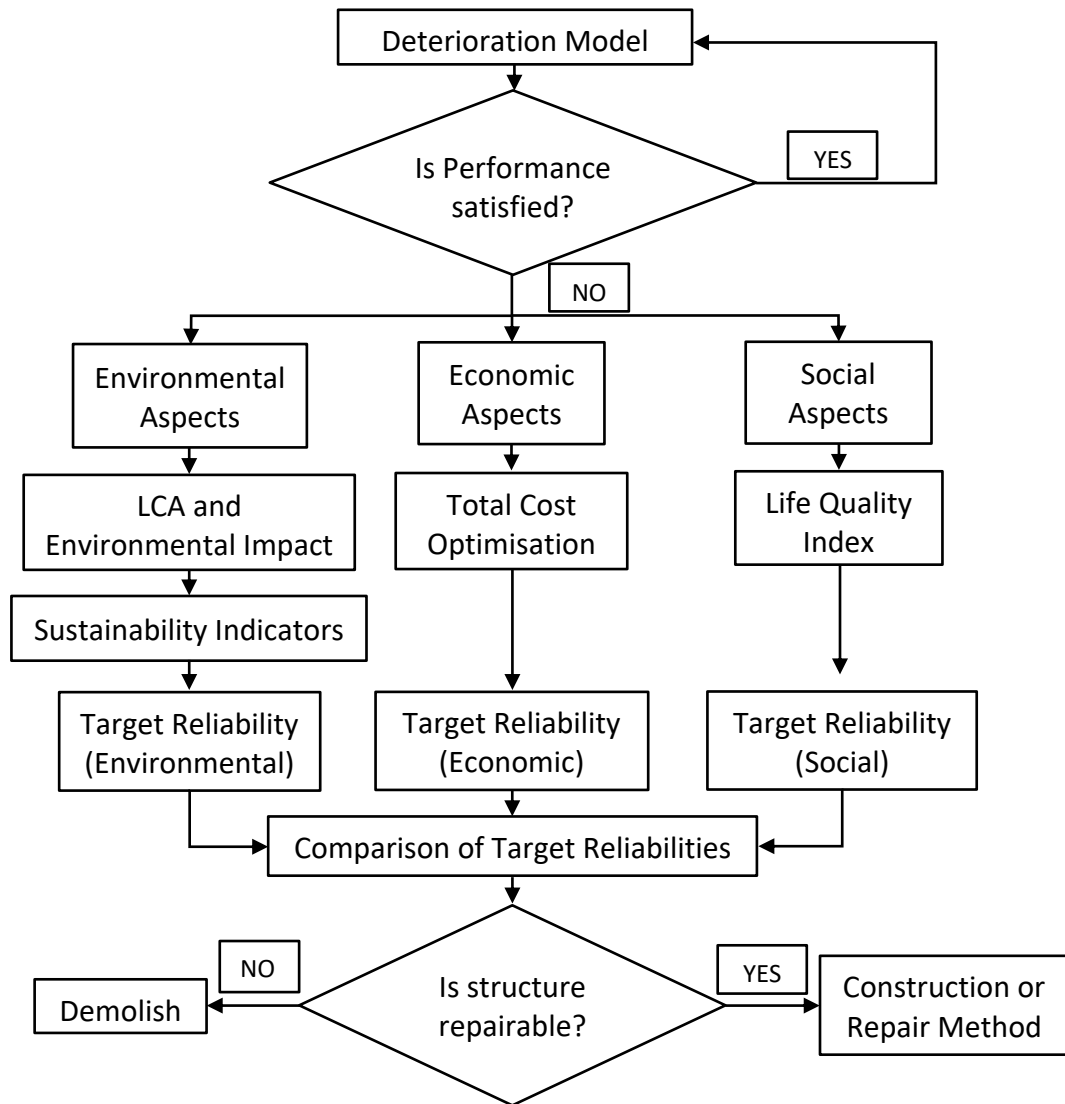 Deterioration Model
Is Performance
satisfied?
YES
NO
Environmental
Aspects
Economic
Aspects
Social
Aspects
LCA and
Environmental Impact
Total Cost
Optimisation
Life Quality
Index
Sustainability Indicators
Target Reliability
(Environmental)
Target Reliability
(Economic)
Target Reliability
(Social)
Comparison of Target Reliabilities
Is structure
repairable?
NO
YES
Demolish
Construction or
Repair Method